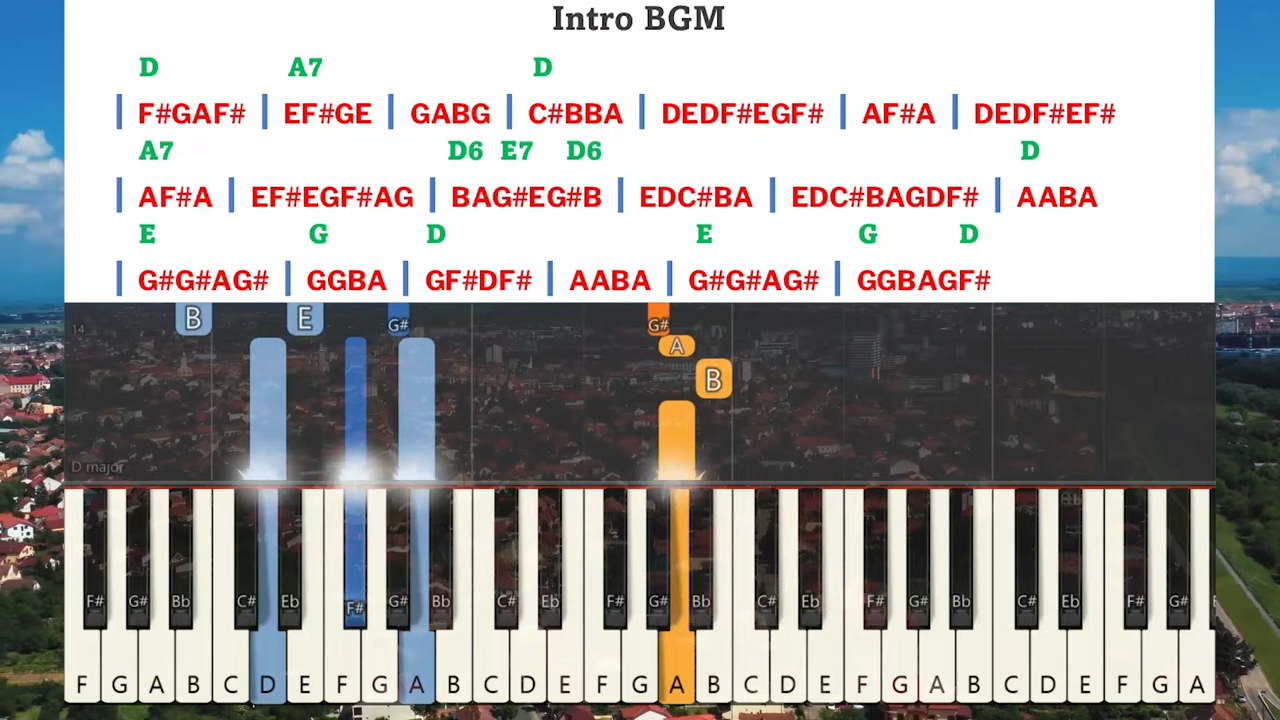 Intro BGM
D A7 D
| F#GAF# | EF#GE | GABG | C#BBA | DEDF#EGF# | AF#A | DEDF#EF#
A7 D6 E7 D6 D
| AF#A | EF#EGF#AG | BAG#EG#B | EDC#BA | EDC#BAGDF# | AABA
E G D E G D
| G#G#AG# | GGBA | GF#DF# | AABA | G#G#AG# | GGBAGF#
B E G# G#
14
A
B
D major
F# G# Bb C# Eb F# G# Bb C# Eb F# G# Bb C# Eb F# G# Bb C# Eb F# G#
F G A B C D E F G A B C D E F G A B C D E F G A B C D E F G A